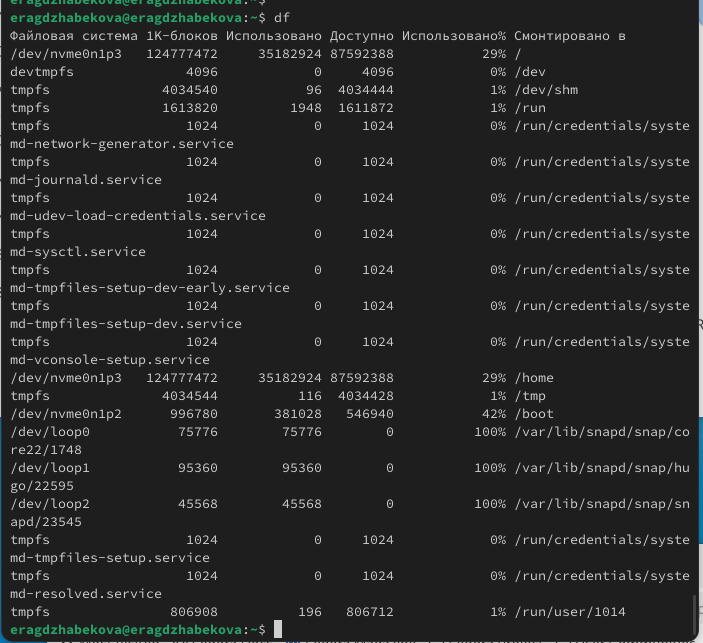 eragdzhabekova@eragdzhabekova:~$
eragdzhabekova@eragdzhabekova:~$ df
Файловая система 1K-блоков Использовано Доступно Использовано% Смонтировано в
/dev/nvme0n1p3   124777472     35182924 87592388           29% /
devtmpfs              4096            0     4096            0% /dev
tmpfs              4034540           96  4034444            1% /dev/shm
tmpfs              1613820         1948  1611872            1% /run
tmpfs                 1024            0     1024            0% /run/credentials/syste
md-network-generator.service
tmpfs                 1024            0     1024            0% /run/credentials/syste
md-journald.service
tmpfs                 1024            0     1024            0% /run/credentials/syste
md-udev-load-credentials.service
tmpfs                 1024            0     1024            0% /run/credentials/syste
md-sysctl.service
tmpfs                 1024            0     1024            0% /run/credentials/syste
md-tmpfiles-setup-dev-early.service
tmpfs                 1024            0     1024            0% /run/credentials/syste
md-tmpfiles-setup-dev.service
tmpfs                 1024            0     1024            0% /run/credentials/syste
md-vconsole-setup.service
/dev/nvme0n1p3   124777472     35182924 87592388           29% /home
tmpfs              4034544          116  4034428            1% /tmp
/dev/nvme0n1p2      996780       381028   546940           42% /boot
/dev/loop0           75776        75776        0          100% /var/lib/snapd/snap/co
re22/1748
/dev/loop1           95360        95360        0          100% /var/lib/snapd/snap/hu
go/22595
/dev/loop2           45568        45568        0          100% /var/lib/snapd/snap/sn
apd/23545
tmpfs                 1024            0     1024            0% /run/credentials/syste
md-tmpfiles-setup.service
tmpfs                 1024            0     1024            0% /run/credentials/syste
md-resolved.service
tmpfs               806908          196   806712            1% /run/user/1014
eragdzhabekova@eragdzhabekova:~$